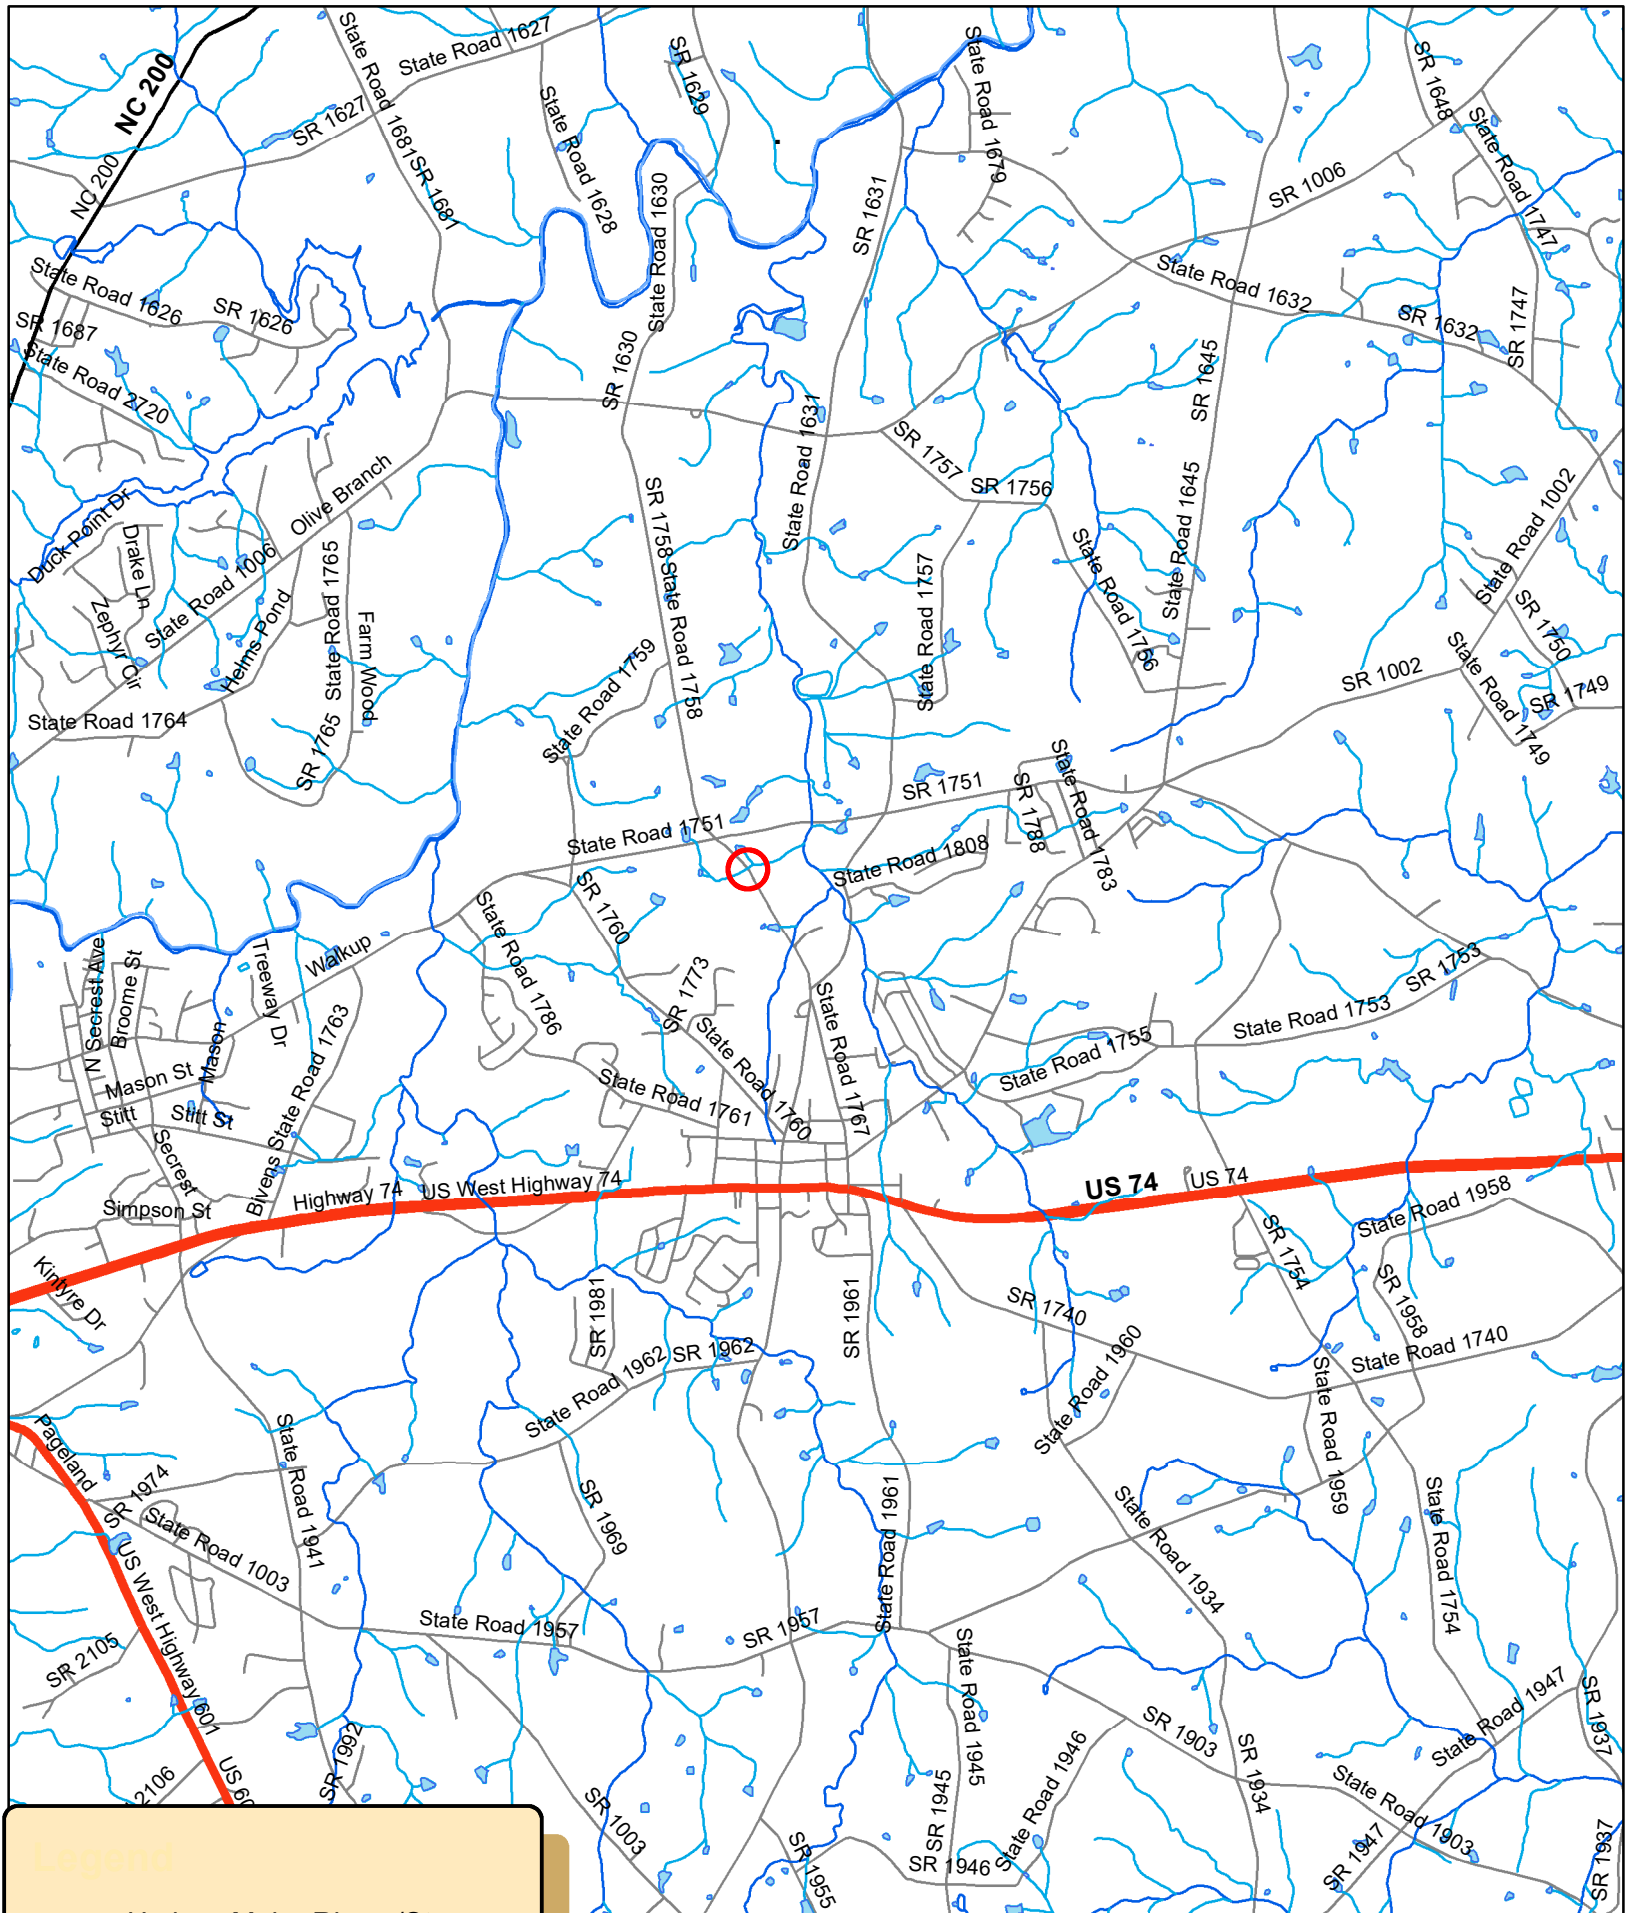 State Road 1627
NC 200
State Road 1681
SR 1629
State Road 1679
SR 1648
SR 1627
State Road 1628
State Road 1747
NC 200
SR 1681
State Road 1630
SR 1631
SR 1006
State Road 1626
SR 1626
State Road 1632
SR 1632
SR 1747
SR 1687
State Road 2720
SR 1630
SR 1645
State Road 1631
SR 1757
SR 1756
Olive Branch
SR 1758
State Road 1645
State Road 1002
Duck Point Dr
Drake Ln
State Road 1006
State Road 1765
State Road 1758
State Road 1757
State Road 1756
SR 1750
Zephyr Cir
Helms Pond
Farm Wood
State Road 1759
SR 1002
State Road 1749
SR 1749
State Road 1764
SR 1765
SR 1751
SR 1788
State Road 1783
State Road 1751
State Road 1808
SR 1760
State Road 1786
N Secrest Ave
Broome St
Treeway Dr
Walkup
SR 1773
SR 1753
State Road 1753
State Road 1767
State Road 1755
Mason
Mason St
Bivens
State Road 1763
State Road 1760
State Road 1761
Stitt
Stitt St
Secrest
Simpson St
Highway 74
US West Highway 74
US 74
US 74
State Road 1958
Kintyre Dr
SR 1754
SR 1981
SR 1961
SR 1740
SR 1958
State Road 1962
SR 1962
State Road 1960
State Road 1740
Pageland
SR 1974
State Road 1941
SR 1969
State Road 1961
State Road 1959
State Road 1934
State Road 1754
State Road 1003
US West Highway 601
State Road 1957
SR 1957
SR 2105
State Road 1945
State Road 1947
SR 1937
SR 1903
SR 1992
State Road 1946
SR 1934
State Road 1903
2106
SR 1003
SR 1945
SR 1946
SR 1955
SR 1947
SR 1937
Legend